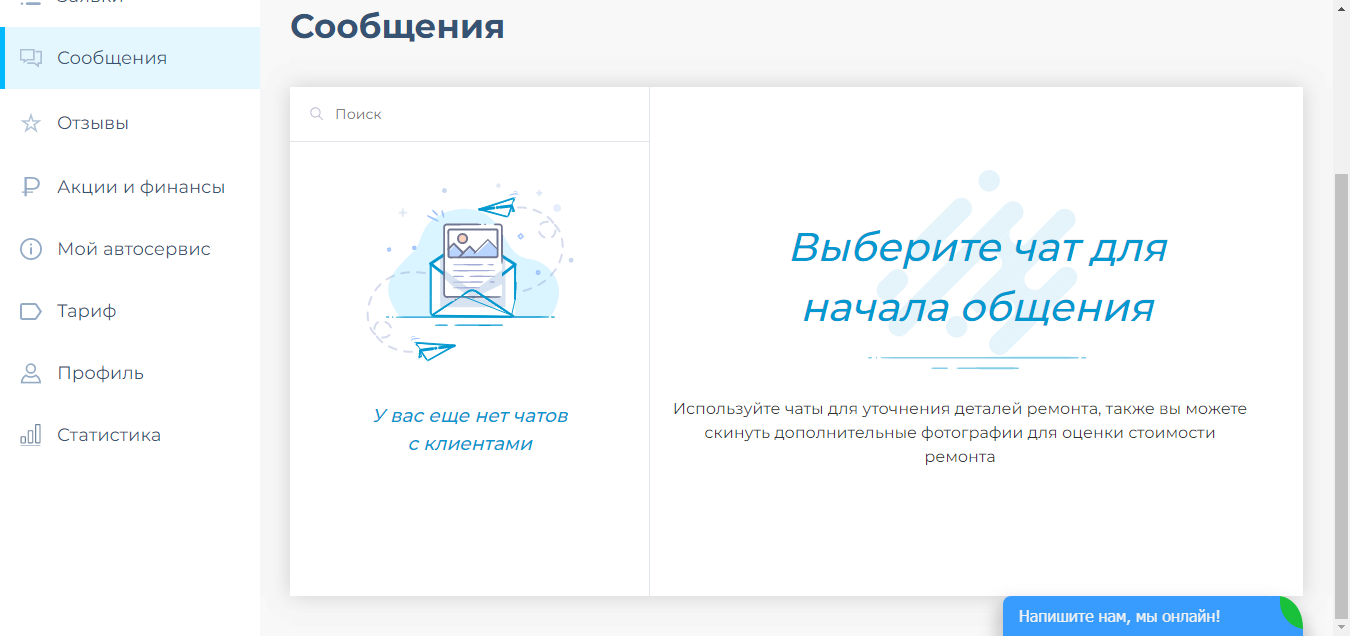 Заявки
Сообщения
Отзывы
Акции и финансы
Мой автосервис
Тариф
Профиль
Статистика
Сообщения
Поиск
У вас еще нет чатов
с клиентами
Выберите чат для
начала общения
Используйте чаты для уточнения деталей ремонта, также вы можете
скинуть дополнительные фотографии для оценки стоимости
ремонта
Напишите нам, мы онлайн!